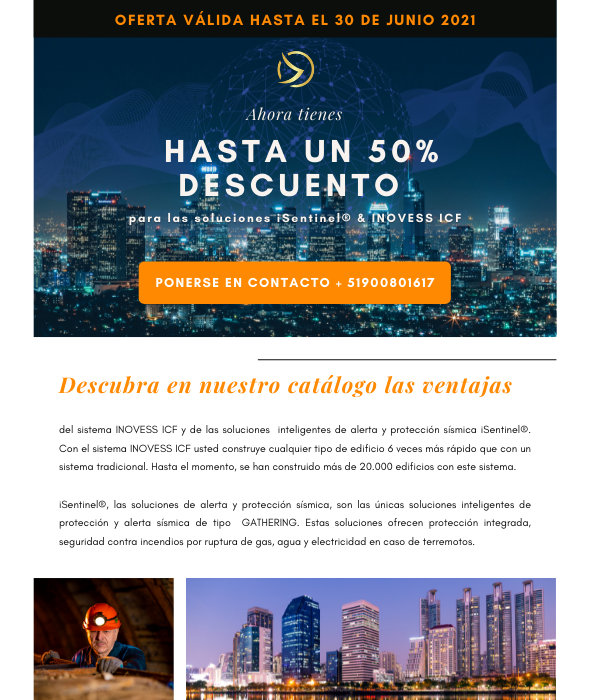 OFERTA VÁLIDA HASTA EL 30 DE JUNIO 2021
Ahora tienes
HASTA UN 50%
DESCUENTO
para las soluciones iSentinel® & INOVESS ICF
PONERSE EN CONTACTO + 51900801617
Descubra en nuestro catálogo las ventajas
del sistema INOVESS ICF y de las soluciones inteligentes de alerta y protección sísmica iSentinel®.
Con el sistema INOVESS ICF usted construye cualquier tipo de edificio 6 veces más rápido que con un
sistema tradicional. Hasta el momento, se han construido más de 20.000 edificios con este sistema.
iSentinel®, las soluciones de alerta y protección sísmica, son las únicas soluciones inteligentes de
protección y alerta sísmica de tipo GATHERING. Estas soluciones ofrecen protección integrada,
seguridad contra incendios por ruptura de gas, agua y electricidad en caso de terremotos.